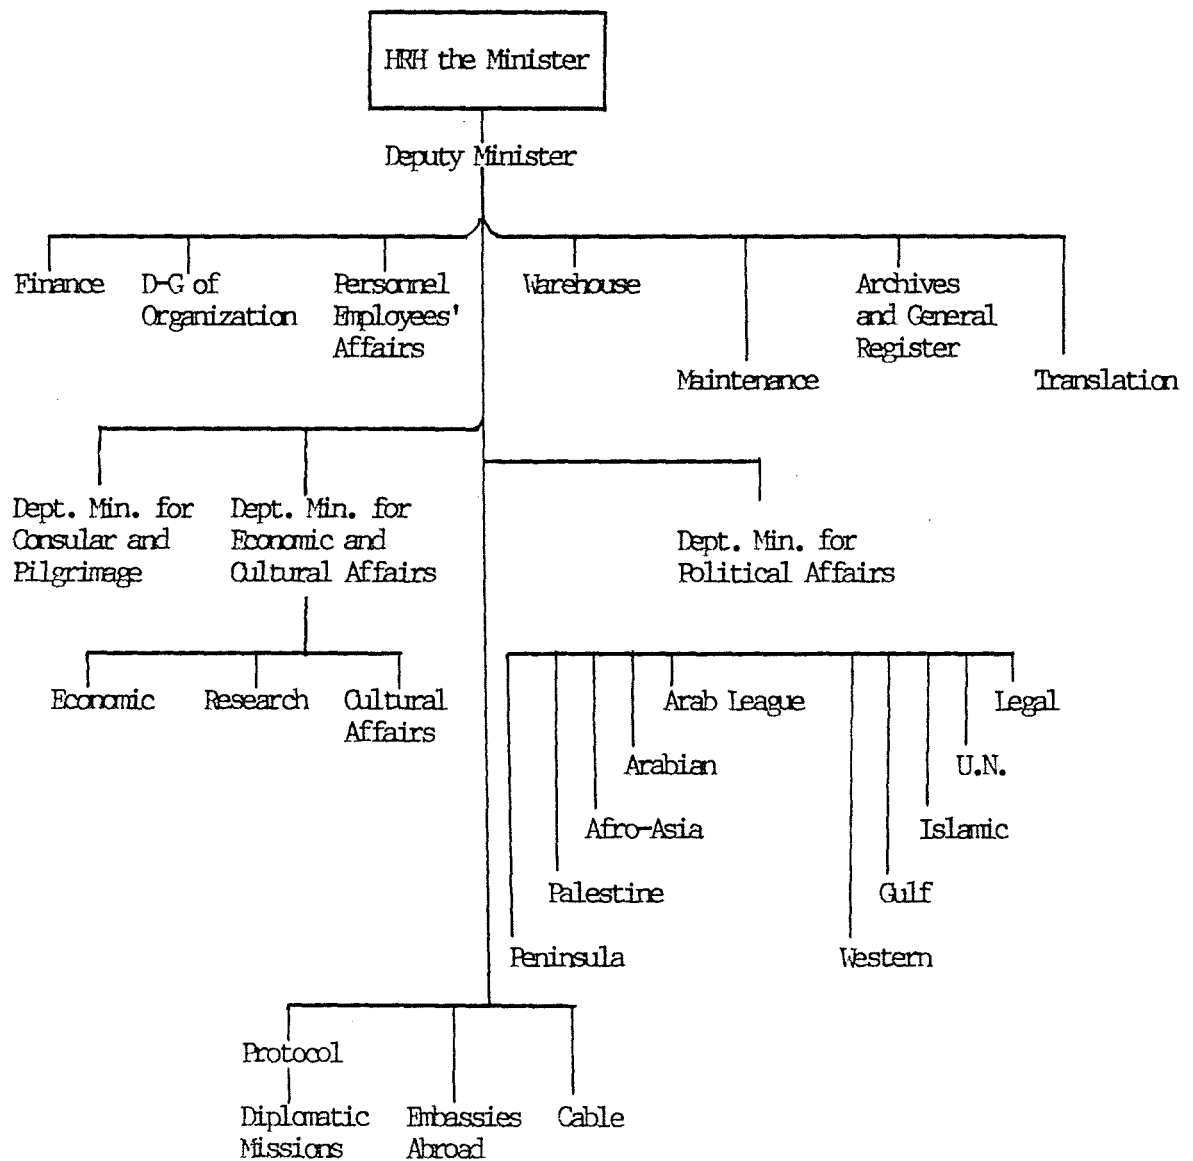 HRH the Minister
Deputy Minister
Finance
D-G of
Organization
Personnel
Employees'
Affairs
Warehouse
Maintenance
Archives
and General
Register
Translation
Dept. Min. for
Consular and
Pilgrimage
Dept. Min. for
Economic and
Cultural Affairs
Dept. Min. for
Political Affairs
Economic
Research
Cultural
Affairs
Arab League
Legal
Arabian
U.N.
Afro-Asia
Islamic
Palestine
Gulf
Peninsula
Western
Protocol
Diplomatic
Missions
Embassies
Abroad
Cable